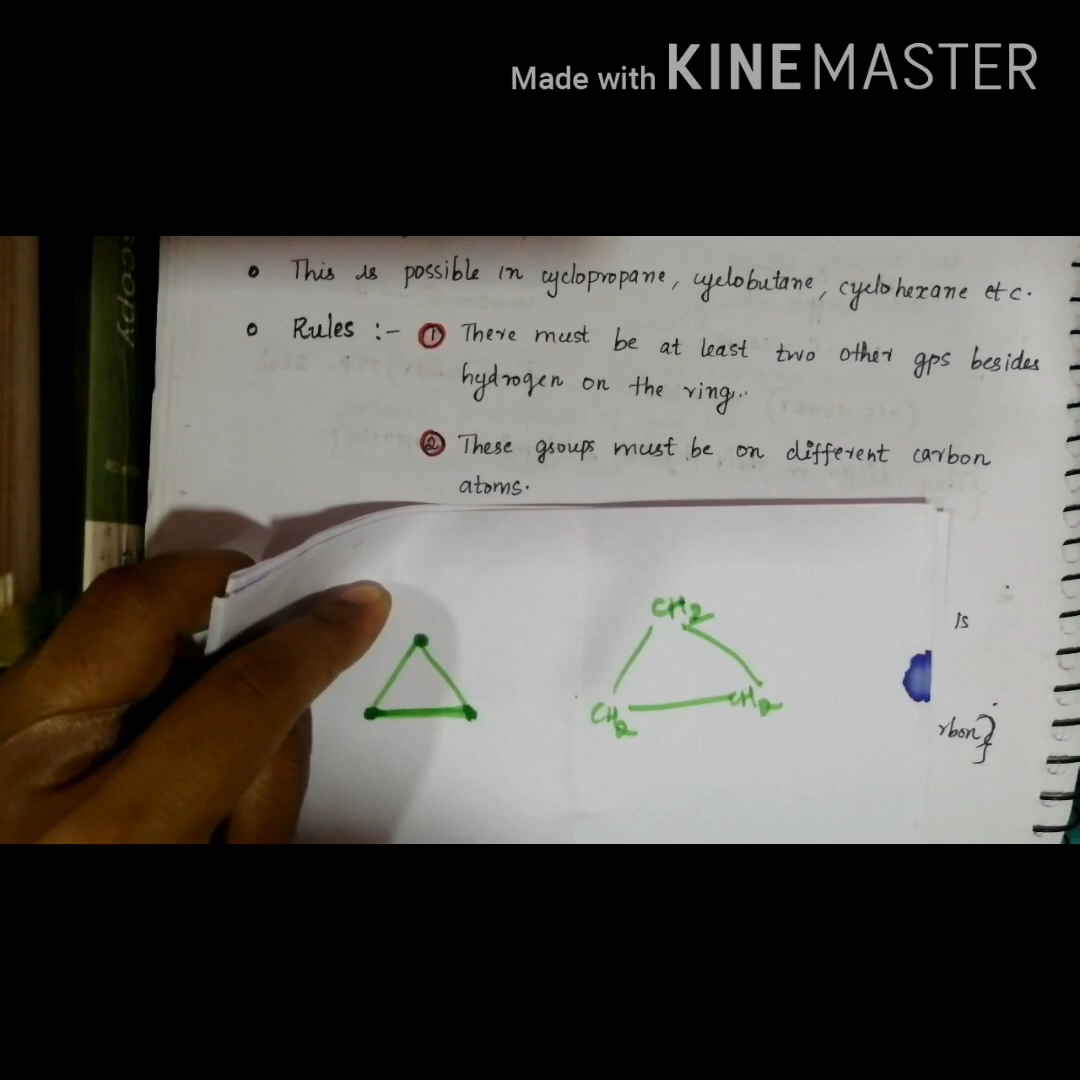 Made with KINEMASTER
• This is possible in cyclopropane, cyclobutane, cyclohexane etc.
• Rules :- ① There must be at least two other gps besides
hydrogen on the ring..
② These groups must be on different carbon
atoms.
CH2
is
CH2 CH2
rbon}